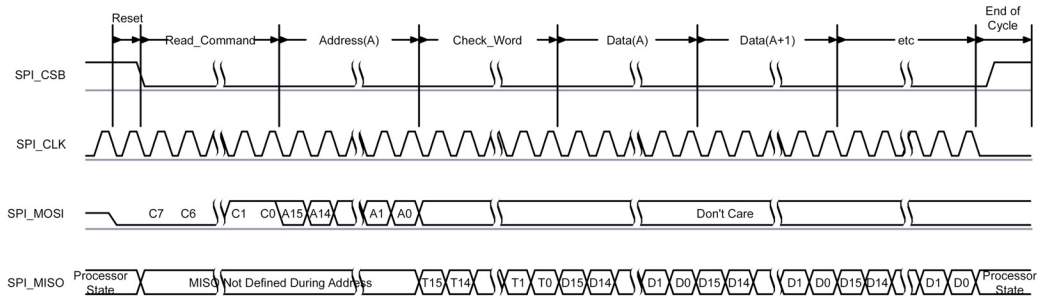 Reset
End of
Cycle
Read_Command
Address(A)
Check_Word
Data(A)
Data(A+1)
etc
SPI_CSB
SPI_CLK
SPI_MOSI
C7 C6 C1 C0 A15 A14 A1 A0 Don't Care
SPI_MISO
Processor
State
MISO Not Defined During Address
T15 T14 T1 T0 D15 D14 D1 D0 D15 D14 D1 D0 D15 D14 D1 D0
Processor
State